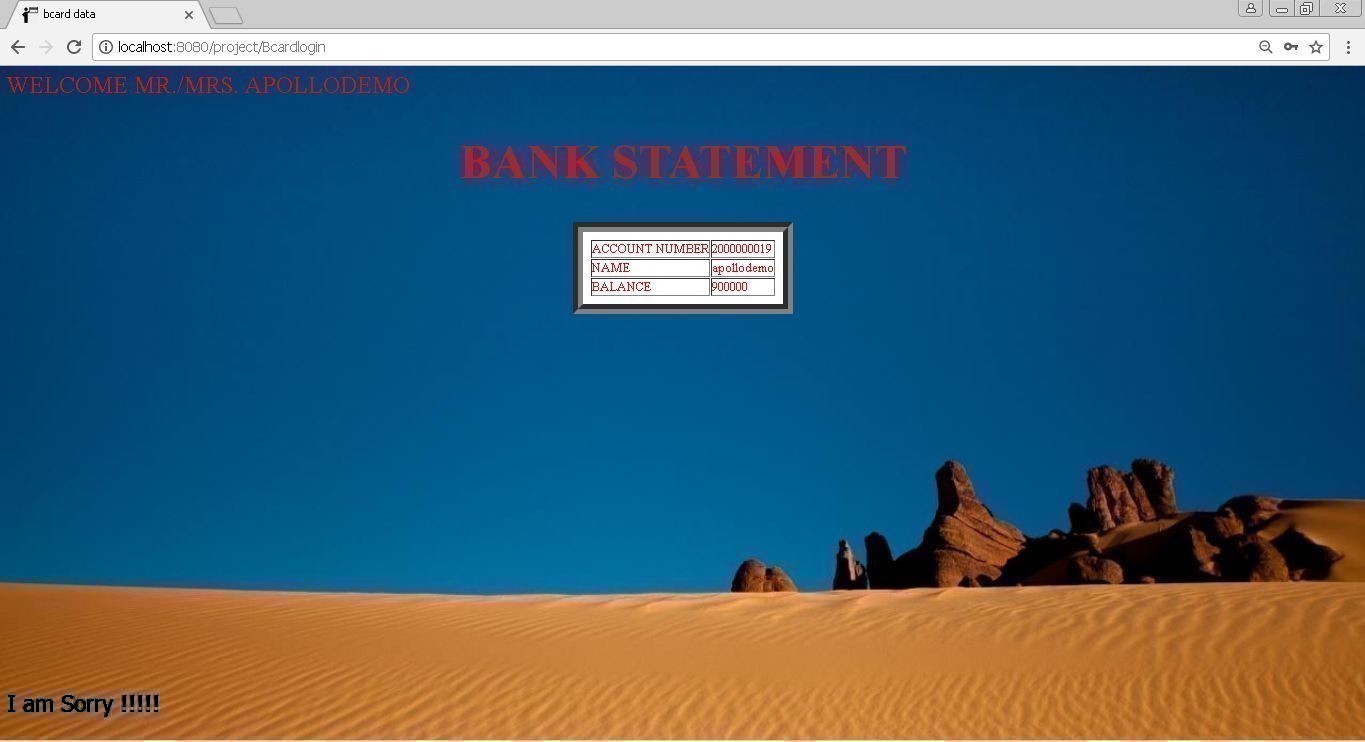 bcard data
localhost:8080/project/Bcardlogin
WELCOME MR./MRS. APOLLODEMO
BANK STATEMENT
ACCOUNT NUMBER 2000000019
NAME apollodemo
BALANCE 900000
I am Sorry !!!!!